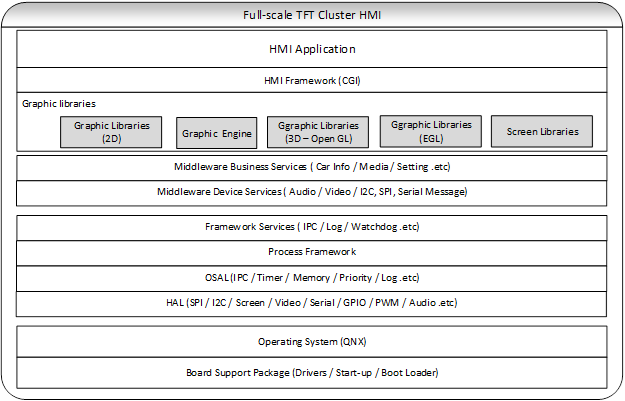 Full-scale TFT Cluster HMI
HMI Application
HMI Framework (CGI)
Graphic libraries
Graphic Libraries
(2D)
Graphic Engine
Ggraphic Libraries
(3D – Open GL)
Ggraphic Libraries
(EGL)
Screen Libraries
Middleware Business Services ( Car Info / Media / Setting .etc)
Middleware Device Services ( Audio / Video / I2C, SPI, Serial Message)
Framework Services ( IPC / Log / Watchdog .etc)
Process Framework
OSAL (IPC / Timer / Memory / Priority / Log .etc)
HAL (SPI / I2C / Screen / Video / Serial / GPIO / PWM / Audio .etc)
Operating System (QNX)
Board Support Package (Drivers / Start-up / Boot Loader)